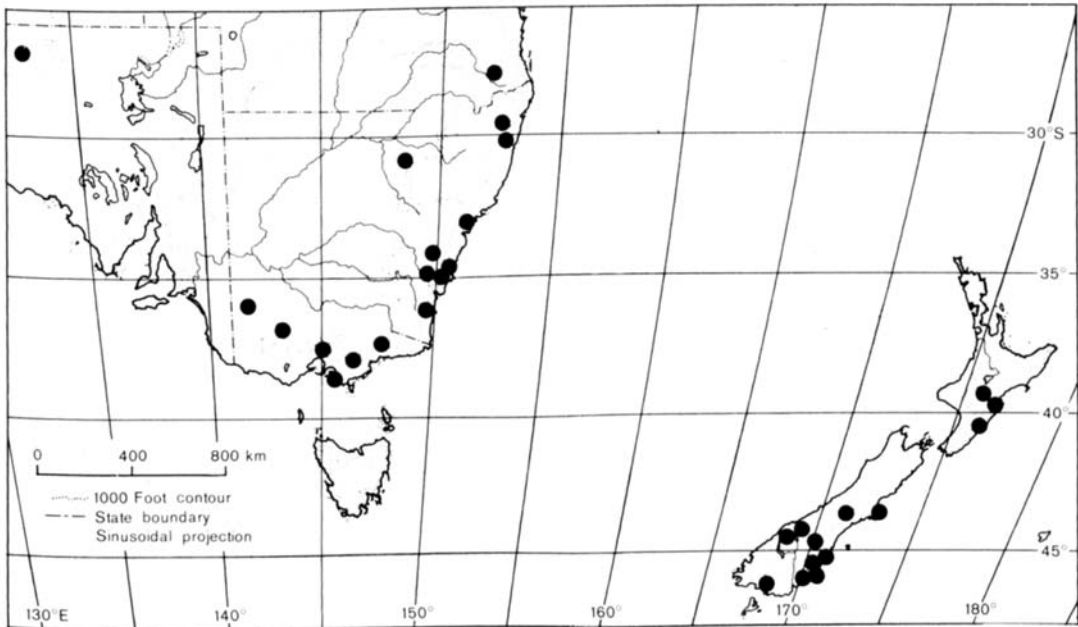 30°S
35°
40°
0 400 800 km
1000 Foot contour
State boundary
Sinusoidal projection
45°
130°E 140° 150° 160° 170° 180°